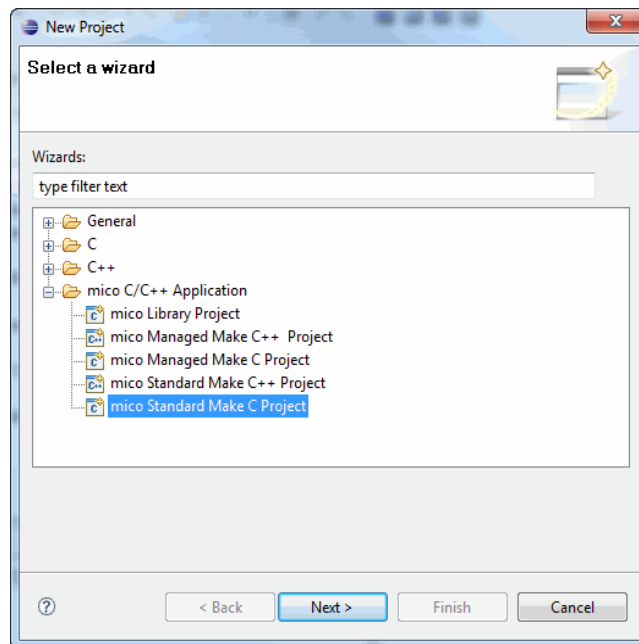 New Project
Select a wizard
Wizards:
type filter text
General
C
C++
mico C/C++ Application
mico Library Project
mico Managed Make C++  Project
mico Managed Make C Project
mico Standard Make C++ Project
mico Standard Make C Project
< Back Next > Finish Cancel